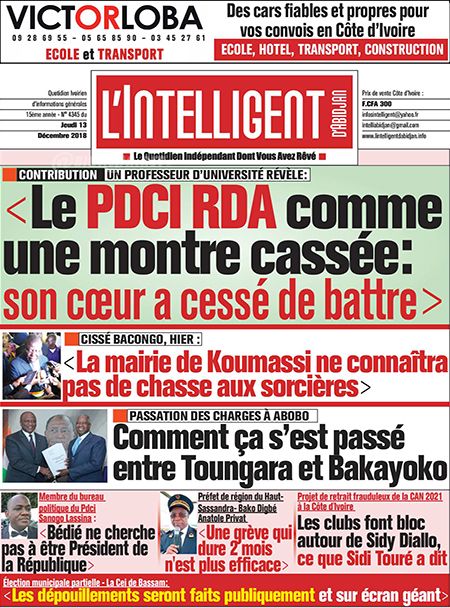 VICTORLOBA
09 28 69 55 - 05 65 85 90 - 03 45 27 61
ECOLE et TRANSPORT
Des cars fiables et propres pour
vos convois en Côte d'Ivoire
ECOLE, HOTEL, TRANSPORT, CONSTRUCTION
Quotidien Ivoirien
d'informations générales
15ème année - N° 4345 du
Jeudi 13
Décembre 2018
L'INTELLIGENT
D'ABIDJAN
Le Quotidien Indépendant Dont Vous Avez Rêvé
Prix de vente Côte d'Ivoire :
F.CFA 300
infosintelligent@yahoo.fr
intelliabidjan@gmail.com
www.lintelligentdabidjan.info
CONTRIBUTION UN PROFESSEUR D'UNIVERSITÉ RÉVÈLE:
<Le PDCI RDA comme
une montre cassée:
son cœur a cessé de battre>
CISSÉ BACONGO, HIER :
<La mairie de Koumassi ne connaîtra
pas de chasse aux sorcières>
PASSATION DES CHARGES À ABOBO
Comment ça s'est passé
entre Toungara et Bakayoko
Membre du bureau
politique du Pdci
Sanogo Lassina :
<Bédié ne cherche
pas à être Président de
la République>
Préfet de région du Haut-
Sassandra- Bako Digbé
Anatole Privat
<Une grève qui
dure 2 mois
n'est plus efficace>
Projet de retrait frauduleux de la CAN 2021
à la Côte d'Ivoire
Les clubs font bloc
autour de Sidy Diallo,
ce que Sidi Touré a dit
Élection municipale partielle - La Cei de Bassam:
<Les dépouillements seront faits publiquement et sur écran géant>